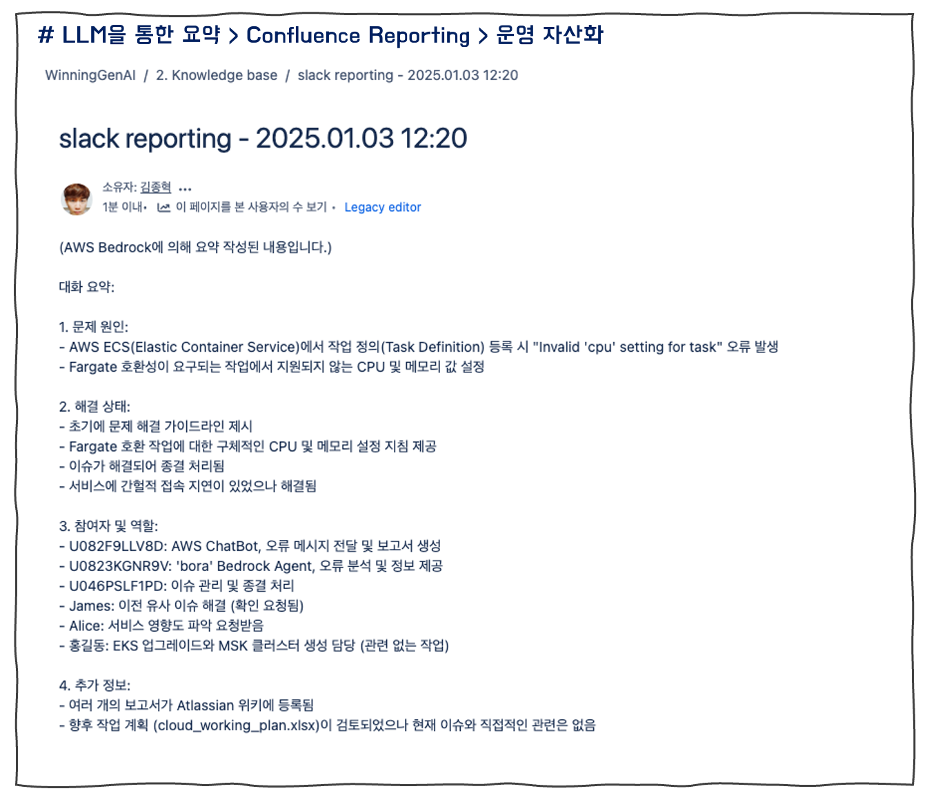 # LLM을 통한 요약 > Confluence Reporting > 운영 자산화
WinningGenAI / 2. Knowledge base / slack reporting - 2025.01.03 12:20
slack reporting - 2025.01.03 12:20
소유자: 김종혁 •••
1분 이내• 이 페이지를 본 사용자의 수 보기 • Legacy editor
(AWS Bedrock에 의해 요약 작성된 내용입니다.)
대화 요약:
1. 문제 원인:
- AWS ECS(Elastic Container Service)에서 작업 정의(Task Definition) 등록 시 "Invalid 'cpu' setting for task" 오류 발생
- Fargate 호환성이 요구되는 작업에서 지원되지 않는 CPU 및 메모리 값 설정
2. 해결 상태:
- 초기에 문제 해결 가이드라인 제시
- Fargate 호환 작업에 대한 구체적인 CPU 및 메모리 설정 지침 제공
- 이슈가 해결되어 종결 처리됨
- 서비스에 간헐적 접속 지연이 있었으나 해결됨
3. 참여자 및 역할:
- U082F9LLV8D: AWS ChatBot, 오류 메시지 전달 및 보고서 생성
- U0823KGNR9V: 'bora' Bedrock Agent, 오류 분석 및 정보 제공
- U046PSLF1PD: 이슈 관리 및 종결 처리
- James: 이전 유사 이슈 해결 (확인 요청됨)
- Alice: 서비스 영향도 파악 요청받음
- 홍길동: EKS 업그레이드와 MSK 클러스터 생성 담당 (관련 없는 작업)
4. 추가 정보:
- 여러 개의 보고서가 Atlassian 위키에 등록됨
- 향후 작업 계획 (cloud_working_plan.xlsx)이 검토되었으나 현재 이슈와 직접적인 관련은 없음